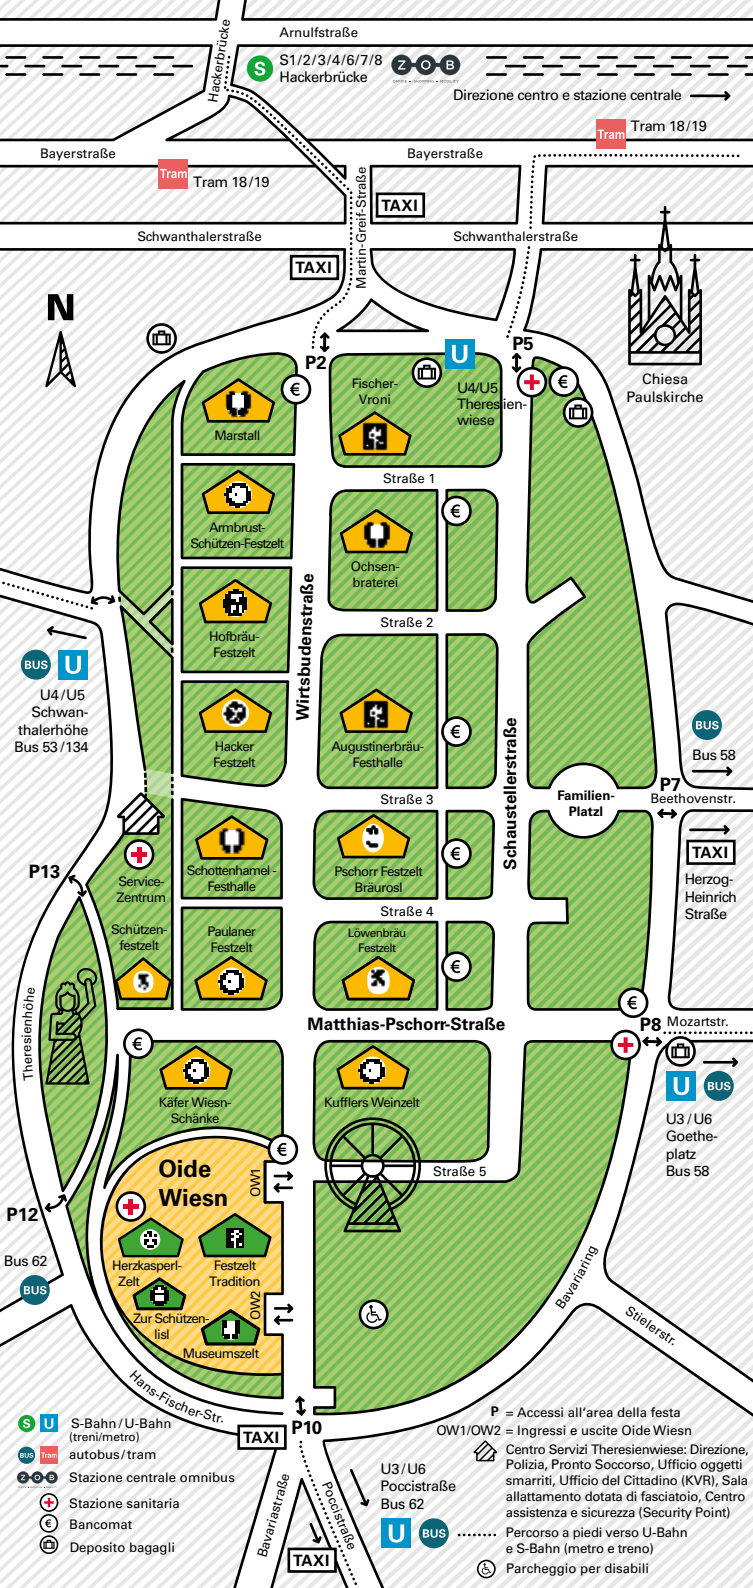 Arnulfstraße
Hackerbrücke
S
S1/2/3/4/6/7/8
Hackerbrücke
Z O B
Direzione centro e stazione centrale
Tram
Tram 18/19
Bayerstraße
Bayerstraße
Tram
Tram 18/19
Martin-Greif-Straße
TAXI
Schwanthalerstraße
Schwanthalerstraße
TAXI
N
P2
U
P5
€
€
U4/U5
Theresien-
wiese
Chiesa
Paulskirche
Fischer-
Vroni
Marstall
Straße 1
€
Armbrust-
Schützen-Festzelt
Ochsen-
braterei
Wirtsbudenstraße
Straße 2
Hofbräu-
Festzelt
BUS U
U4/U5
Schwan-
thalerhöhe
Bus 53/134
Hacker
Festzelt
Augustinerbräu-
Festhalle
€
Schaustellerstraße
BUS
Bus 58
P7
Beethovenstr.
Straße 3
Familien-
Platzl
TAXI
Herzog-
Heinrich
Straße
P13
Service-
Zentrum
Schottenhamel-
Festhalle
Pschorr Festzelt
Bräurosl
€
Straße 4
Schützen-
festzelt
Paulaner
Festzelt
Löwenbräu
Festzelt
€
Theresienhöhe
€
Matthias-Pschorr-Straße
P8
Mozartstr.
€
U BUS
U3/U6
Goethe-
platz
Bus 58
Käfer Wiesn-
Schänke
Kufflers Weinzelt
€
Oide
Wiesn
OW1
Straße 5
P12
Bus 62
BUS
Herzkasperl-
Zelt
Festzelt
Tradition
Zur Schützen-
lisl
OW2
Museumszelt
Bavariaring
Stielerstr.
Hans-Fischer-Str.
P10
TAXI
Bavariastraße
Poccistraße
TAXI
U3/U6
Poccistraße
Bus 62
U BUS
S U S-Bahn/U-Bahn
(treni/metro)
BUS Tram autobus/tram
Z O B Stazione centrale omnibus
Stazione sanitaria
€ Bancomat
Deposito bagagli
P = Accessi all'area della festa
OW1/OW2 = Ingressi e uscite Oide Wiesn
Centro Servizi Theresienwiese: Direzione,
Polizia, Pronto Soccorso, Ufficio oggetti
smarriti, Ufficio del Cittadino (KVR), Sala
allattamento dotata di fasciatoio, Centro
assistenza e sicurezza (Security Point)
Percorso a piedi verso U-Bahn
e S-Bahn (metro e treno)
Parcheggio per disabili